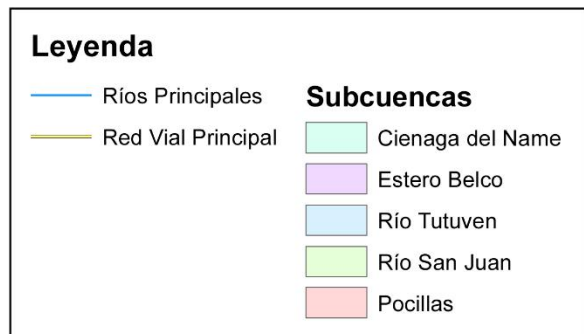 Leyenda
Ríos Principales
Red Vial Principal
Subcuencas
Cienaga del Name
Estero Belco
Río Tutuven
Río San Juan
Pocillas